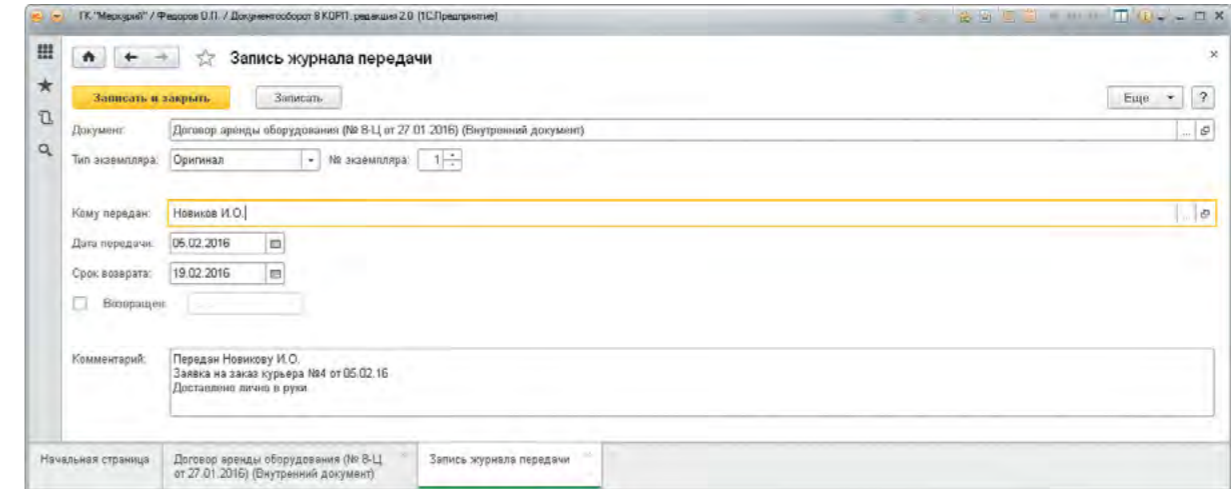 ГК "Меркурий" / Федоров О.П. / Документооборот 8 КОРП, редакция 2.0 (1С:Предприятие)
Запись журнала передачи
Записать и закрыть Записать Еще ?
Документ: Договор аренды оборудования (№ 8-Ц от 27.01.2016) (Внутренний документ) ...
Тип экземпляра: Оригинал № экземпляра: 1
Кому передан: Новиков И.О. ...
Дата передачи: 05.02.2016
Срок возврата: 19.02.2016
Возвращен:
Комментарий: Передан Новикову И.О.
Заявка на заказ курьера №4 от 05.02.16
Доставлено лично в руки
Начальная страница Договор аренды оборудования (№ 8-Ц Запись журнала передачи
от 27.01.2016) (Внутренний документ)